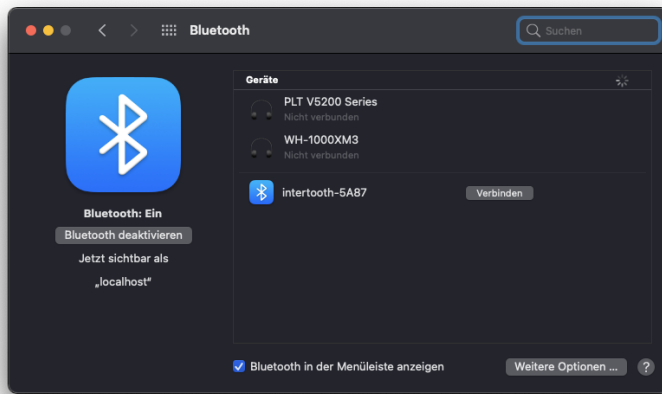 Bluetooth
Suchen
Bluetooth: Ein
Bluetooth deaktivieren
Jetzt sichtbar als
„localhost“
Geräte
PLT V5200 Series
Nicht verbunden
WH-1000XM3
Nicht verbunden
intertooth-5A87
Verbinden
Bluetooth in der Menüleiste anzeigen
Weitere Optionen ...
?